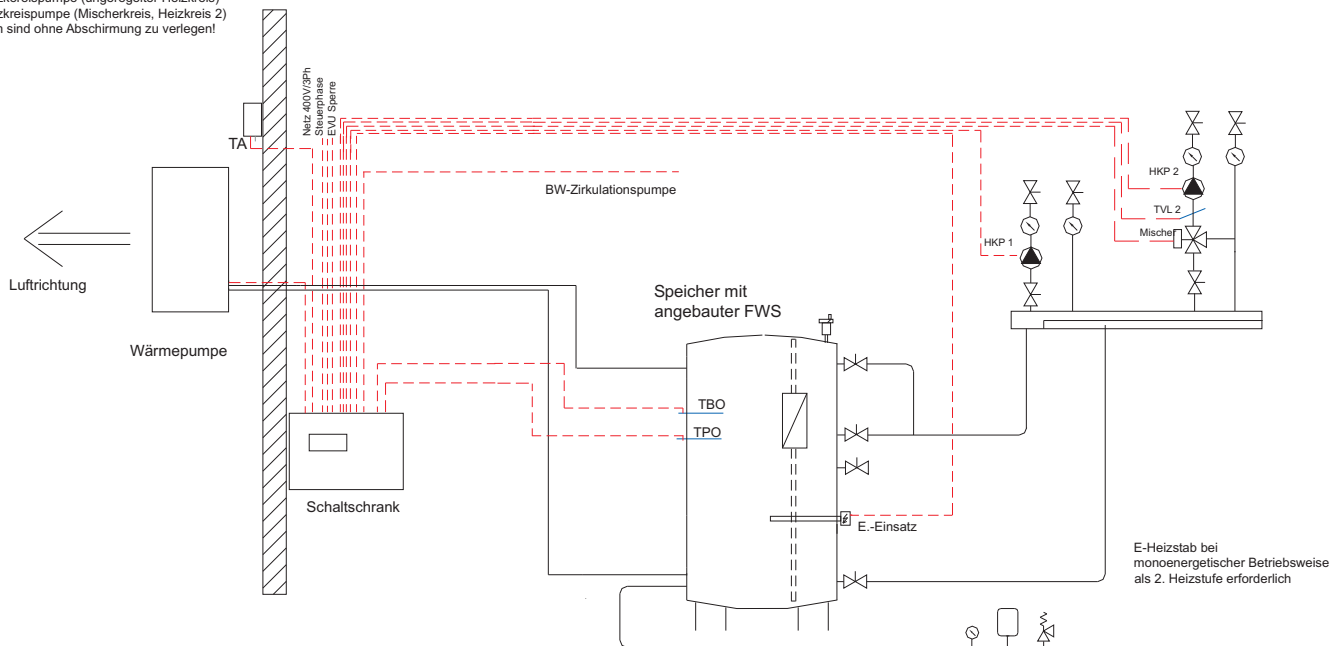 (ungeregelter Heizkreis)
(Mischerkreis, Heizkreis 2)
sind ohne Abschirmung zu verlegen!
Netz 400V/3Ph
Steuerphase
EVU Sperre
TA
BW-Zirkulationspumpe
HKP 2
TVL 2
Mischer
HKP 1
Luftrichtung
Speicher mit
angebauter FWS
Wärmepumpe
TBO
TPO
Schaltschrank
E.-Einsatz
E-Heizstab bei
monoenergetischer Betriebsweise
als 2. Heizstufe erforderlich